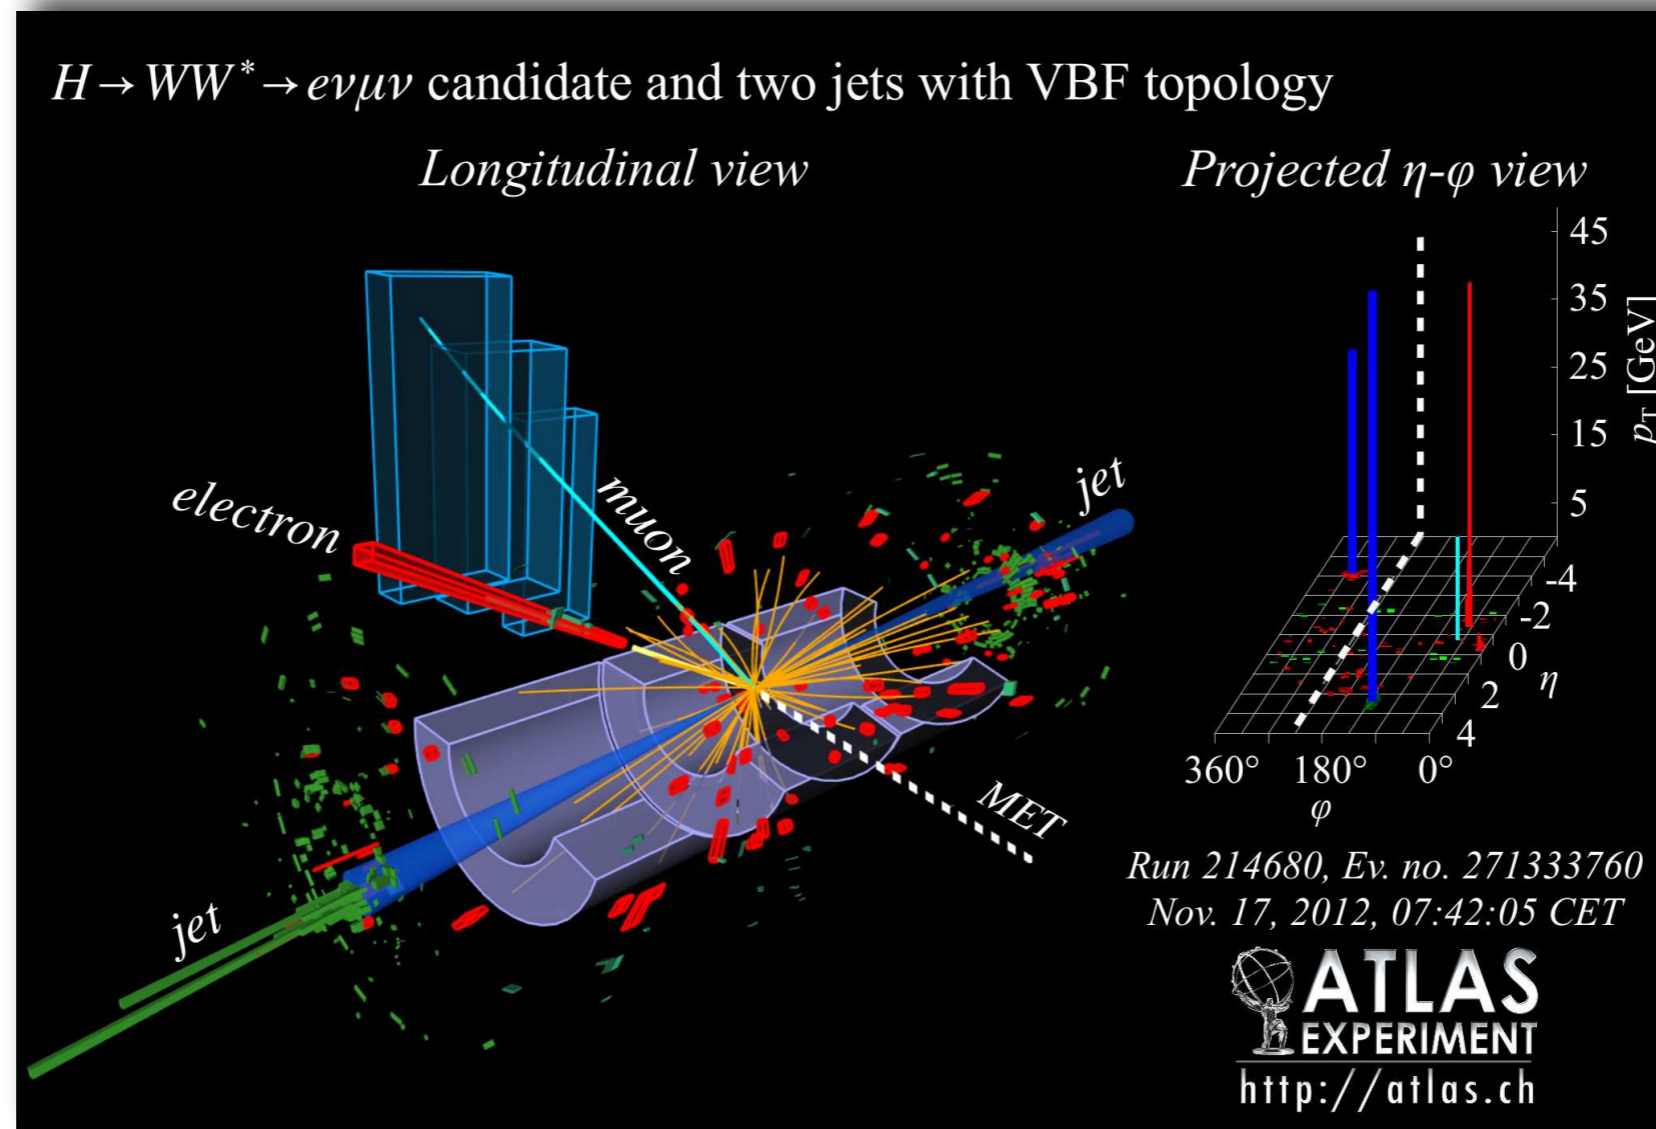 H → WW* → eνμν candidate and two jets with VBF topology
Longitudinal view
electron
muon
jet
jet
MET
Projected η-φ view
45
35
25
15
5
p_T [GeV]
-4
-2
0
2
4
η
360° 180° 0°
φ
Run 214680, Ev. no. 271333760
Nov. 17, 2012, 07:42:05 CET
ATLAS
EXPERIMENT
http://atlas.ch